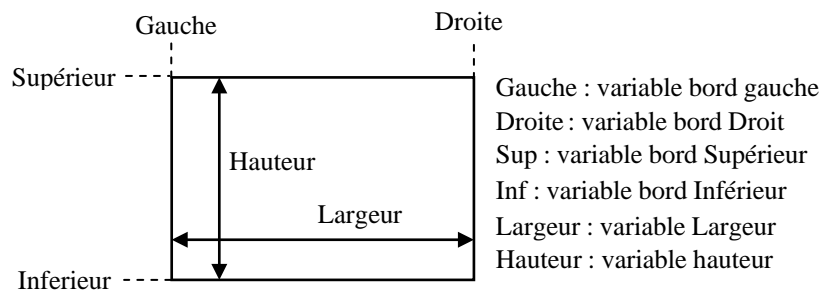 Gauche
Droite
Supérieur
Gauche : variable bord gauche
Droite : variable bord Droit
Sup : variable bord Supérieur
Hauteur
Inf : variable bord Inférieur
Largeur
Largeur : variable Largeur
Hauteur : variable hauteur
Inferieur